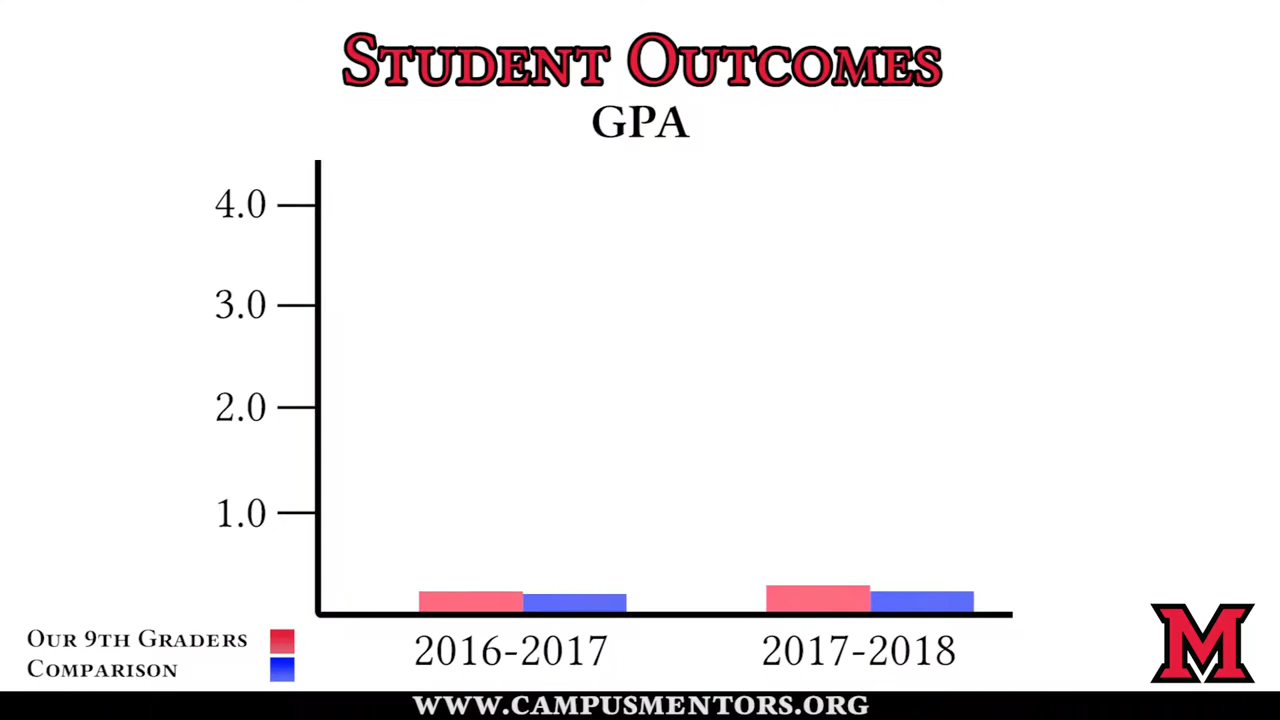 Student Outcomes
GPA
4.0
3.0
2.0
1.0
2016-2017 2017-2018
Our 9th Graders
Comparison
M
www.campusmentors.org